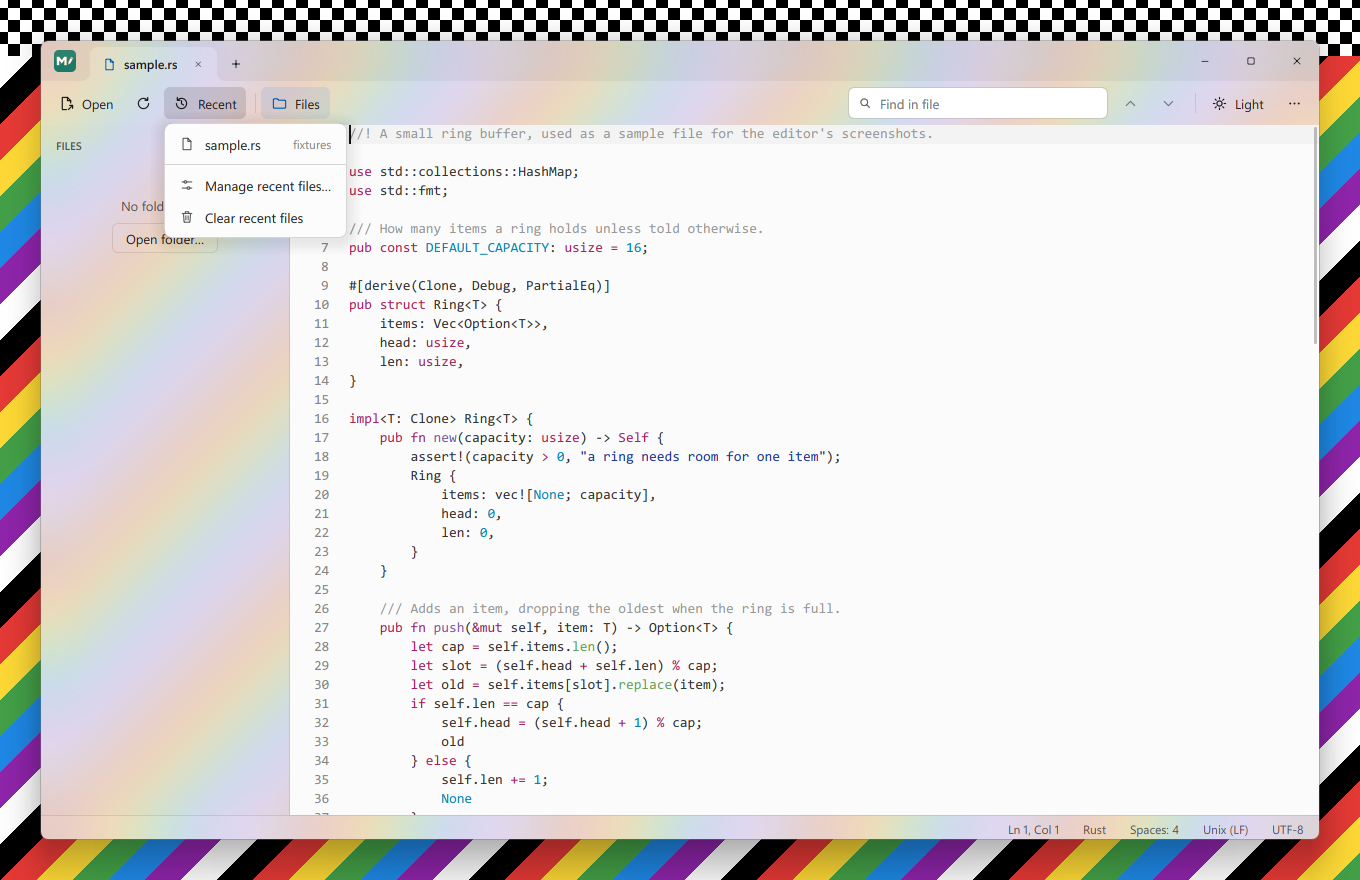 M/
sample.rs
Open
Recent
Files
Find in file
Light
FILES
sample.rs fixtures
Manage recent files...
Clear recent files
No fold
Open folder...
//! A small ring buffer, used as a sample file for the editor's screenshots.
use std::collections::HashMap;
use std::fmt;
/// How many items a ring holds unless told otherwise.
7 pub const DEFAULT_CAPACITY: usize = 16;
8
9 #[derive(Clone, Debug, PartialEq)]
10 pub struct Ring<T> {
11 items: Vec<Option<T>>,
12 head: usize,
13 len: usize,
14 }
15
16 impl<T: Clone> Ring<T> {
17 pub fn new(capacity: usize) -> Self {
18 assert!(capacity > 0, "a ring needs room for one item");
19 Ring {
20 items: vec![None; capacity],
21 head: 0,
22 len: 0,
23 }
24 }
25
26 /// Adds an item, dropping the oldest when the ring is full.
27 pub fn push(&mut self, item: T) -> Option<T> {
28 let cap = self.items.len();
29 let slot = (self.head + self.len) % cap;
30 let old = self.items[slot].replace(item);
31 if self.len == cap {
32 self.head = (self.head + 1) % cap;
33 old
34 } else {
35 self.len += 1;
36 None
37 }
Ln 1, Col 1
Rust
Spaces: 4
Unix (LF)
UTF-8